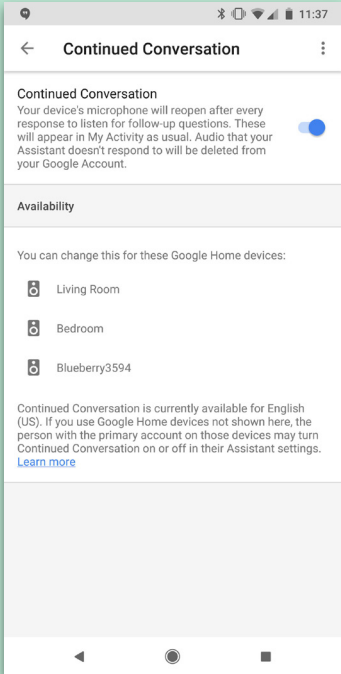 11:37
Continued Conversation
Continued Conversation
Your device's microphone will reopen after every
response to listen for follow-up questions. These
will appear in My Activity as usual. Audio that your
Assistant doesn't respond to will be deleted from
your Google Account.
Availability
You can change this for these Google Home devices:
Living Room
Bedroom
Blueberry3594
Continued Conversation is currently available for English
(US). If you use Google Home devices not shown here, the
person with the primary account on those devices may turn
Continued Conversation on or off in their Assistant settings.
Learn more